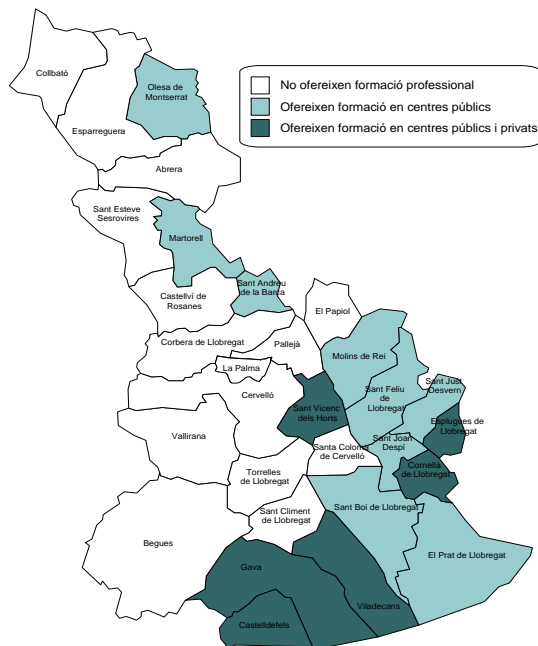 Collbató
Olesa de
Montserrat
No ofereixen formació professional
Ofereixen formació en centres públics
Ofereixen formació en centres públics i privats
Esparreguera
Abrera
Sant Esteve
Sesrovires
Martorell
Castellví de
Rosanes
Sant Andreu
de la Barca
El Papiol
Corbera de Llobregat
Pallejà
Molins de Rei
La Palma
Cervelló
Sant Feliu
de
Llobregat
Sant Just
Desvern
Sant Vicenc
dels Horts
Esplugues de
Llobregat
Vallirana
Santa Coloma
de Cervelló
Sant Joan
Despí
Cornellà
de Llobregat
Torrelles
de Llobregat
Sant Climent
de Llobregat
Sant Boi de Llobregat
Begues
El Prat de Llobregat
Gava
Viladecans
Castelldefels